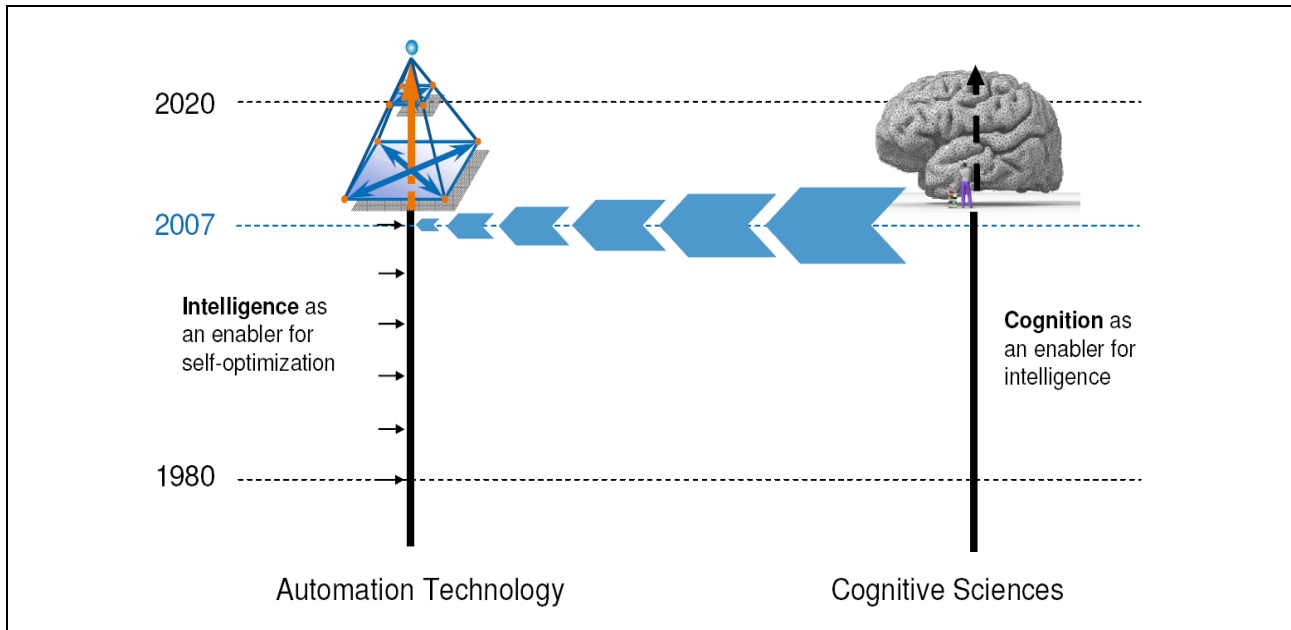 2020
2007
Intelligence as
an enabler for
self-optimization
Cognition as
an enabler for
intelligence
1980
Automation Technology
Cognitive Sciences